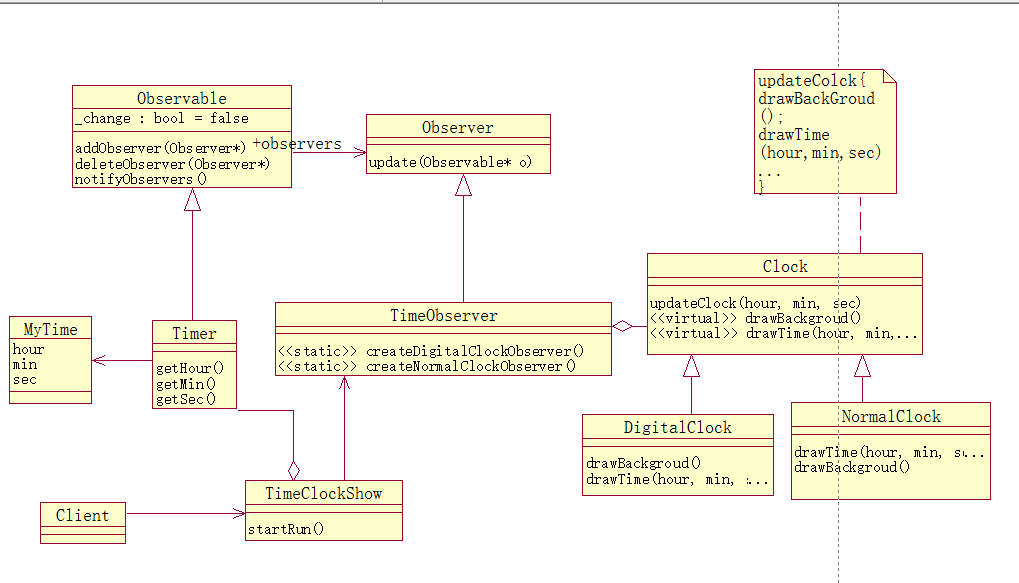 Observable
_change : bool = false
addObserver(Observer*)
deleteObserver(Observer*)
notifyObservers()
+observers
Observer
update(Observable* o)
updateColck{
drawBackGroud
();
drawTime
(hour,min,sec)
...
}
Clock
updateClock(hour, min, sec)
<<virtual>> drawBackgroud()
<<virtual>> drawTime(hour, min,...
TimeObserver
<<static>> createDigitalClockObserver()
<<static>> createNormalClockObserver()
MyTime
hour
min
sec
Timer
getHour()
getMin()
getSec()
DigitalClock
drawBackgroud()
drawTime(hour, min, ...
NormalClock
drawTime(hour, min, s...
drawBackgroud()
TimeClockShow
startRun()
Client